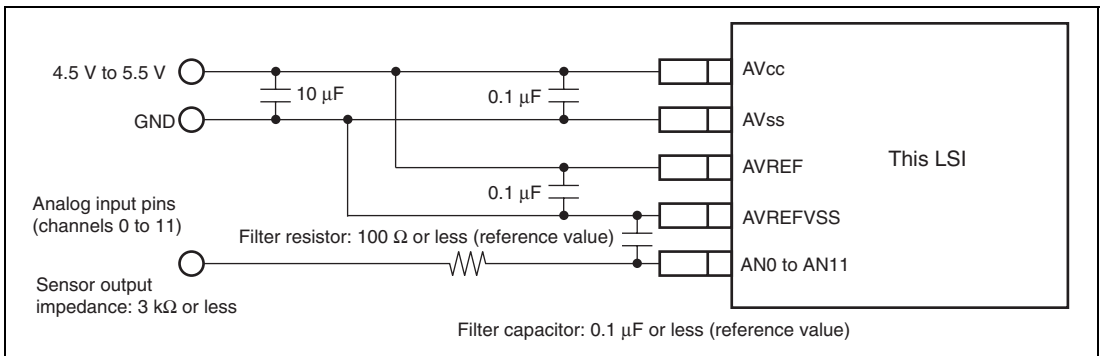 4.5 V to 5.5 V
10 μF
0.1 μF
AVcc
GND
AVss
This LSI
AVREF
0.1 μF
Analog input pins
(channels 0 to 11)
AVREFVSS
Filter resistor: 100 Ω or less (reference value)
AN0 to AN11
Sensor output
impedance: 3 kΩ or less
Filter capacitor: 0.1 μF or less (reference value)